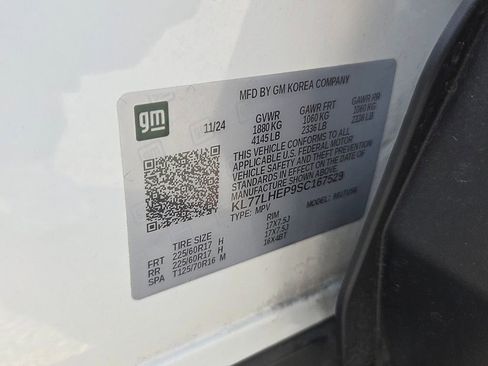 MFD BY GM KOREA COMPANY
gm
11/24
GVWR GAWR FRT GAWR RR
1880 KG 1060 KG 1060 KG
4145 LB 2336 LB 2336 LB
THIS VEHICLE CONFORMS TO ALL
APPLICABLE U.S. FEDERAL MOTOR
VEHICLE SAFETY, BUMPER, AND THEFT
PREVENTION STANDARDS IN EFFECT
ON THE DATE OF
MANUFACTURE SHOWN ABOVE.
KL77LHEP9SC167529
TYPE: MPV MODEL:
TIRE SIZE RIM
FRT 225/60R17 H 17X7.5J
RR 225/60R17 H 17X7.5J
SPA T125/70R16 M 16X4BT